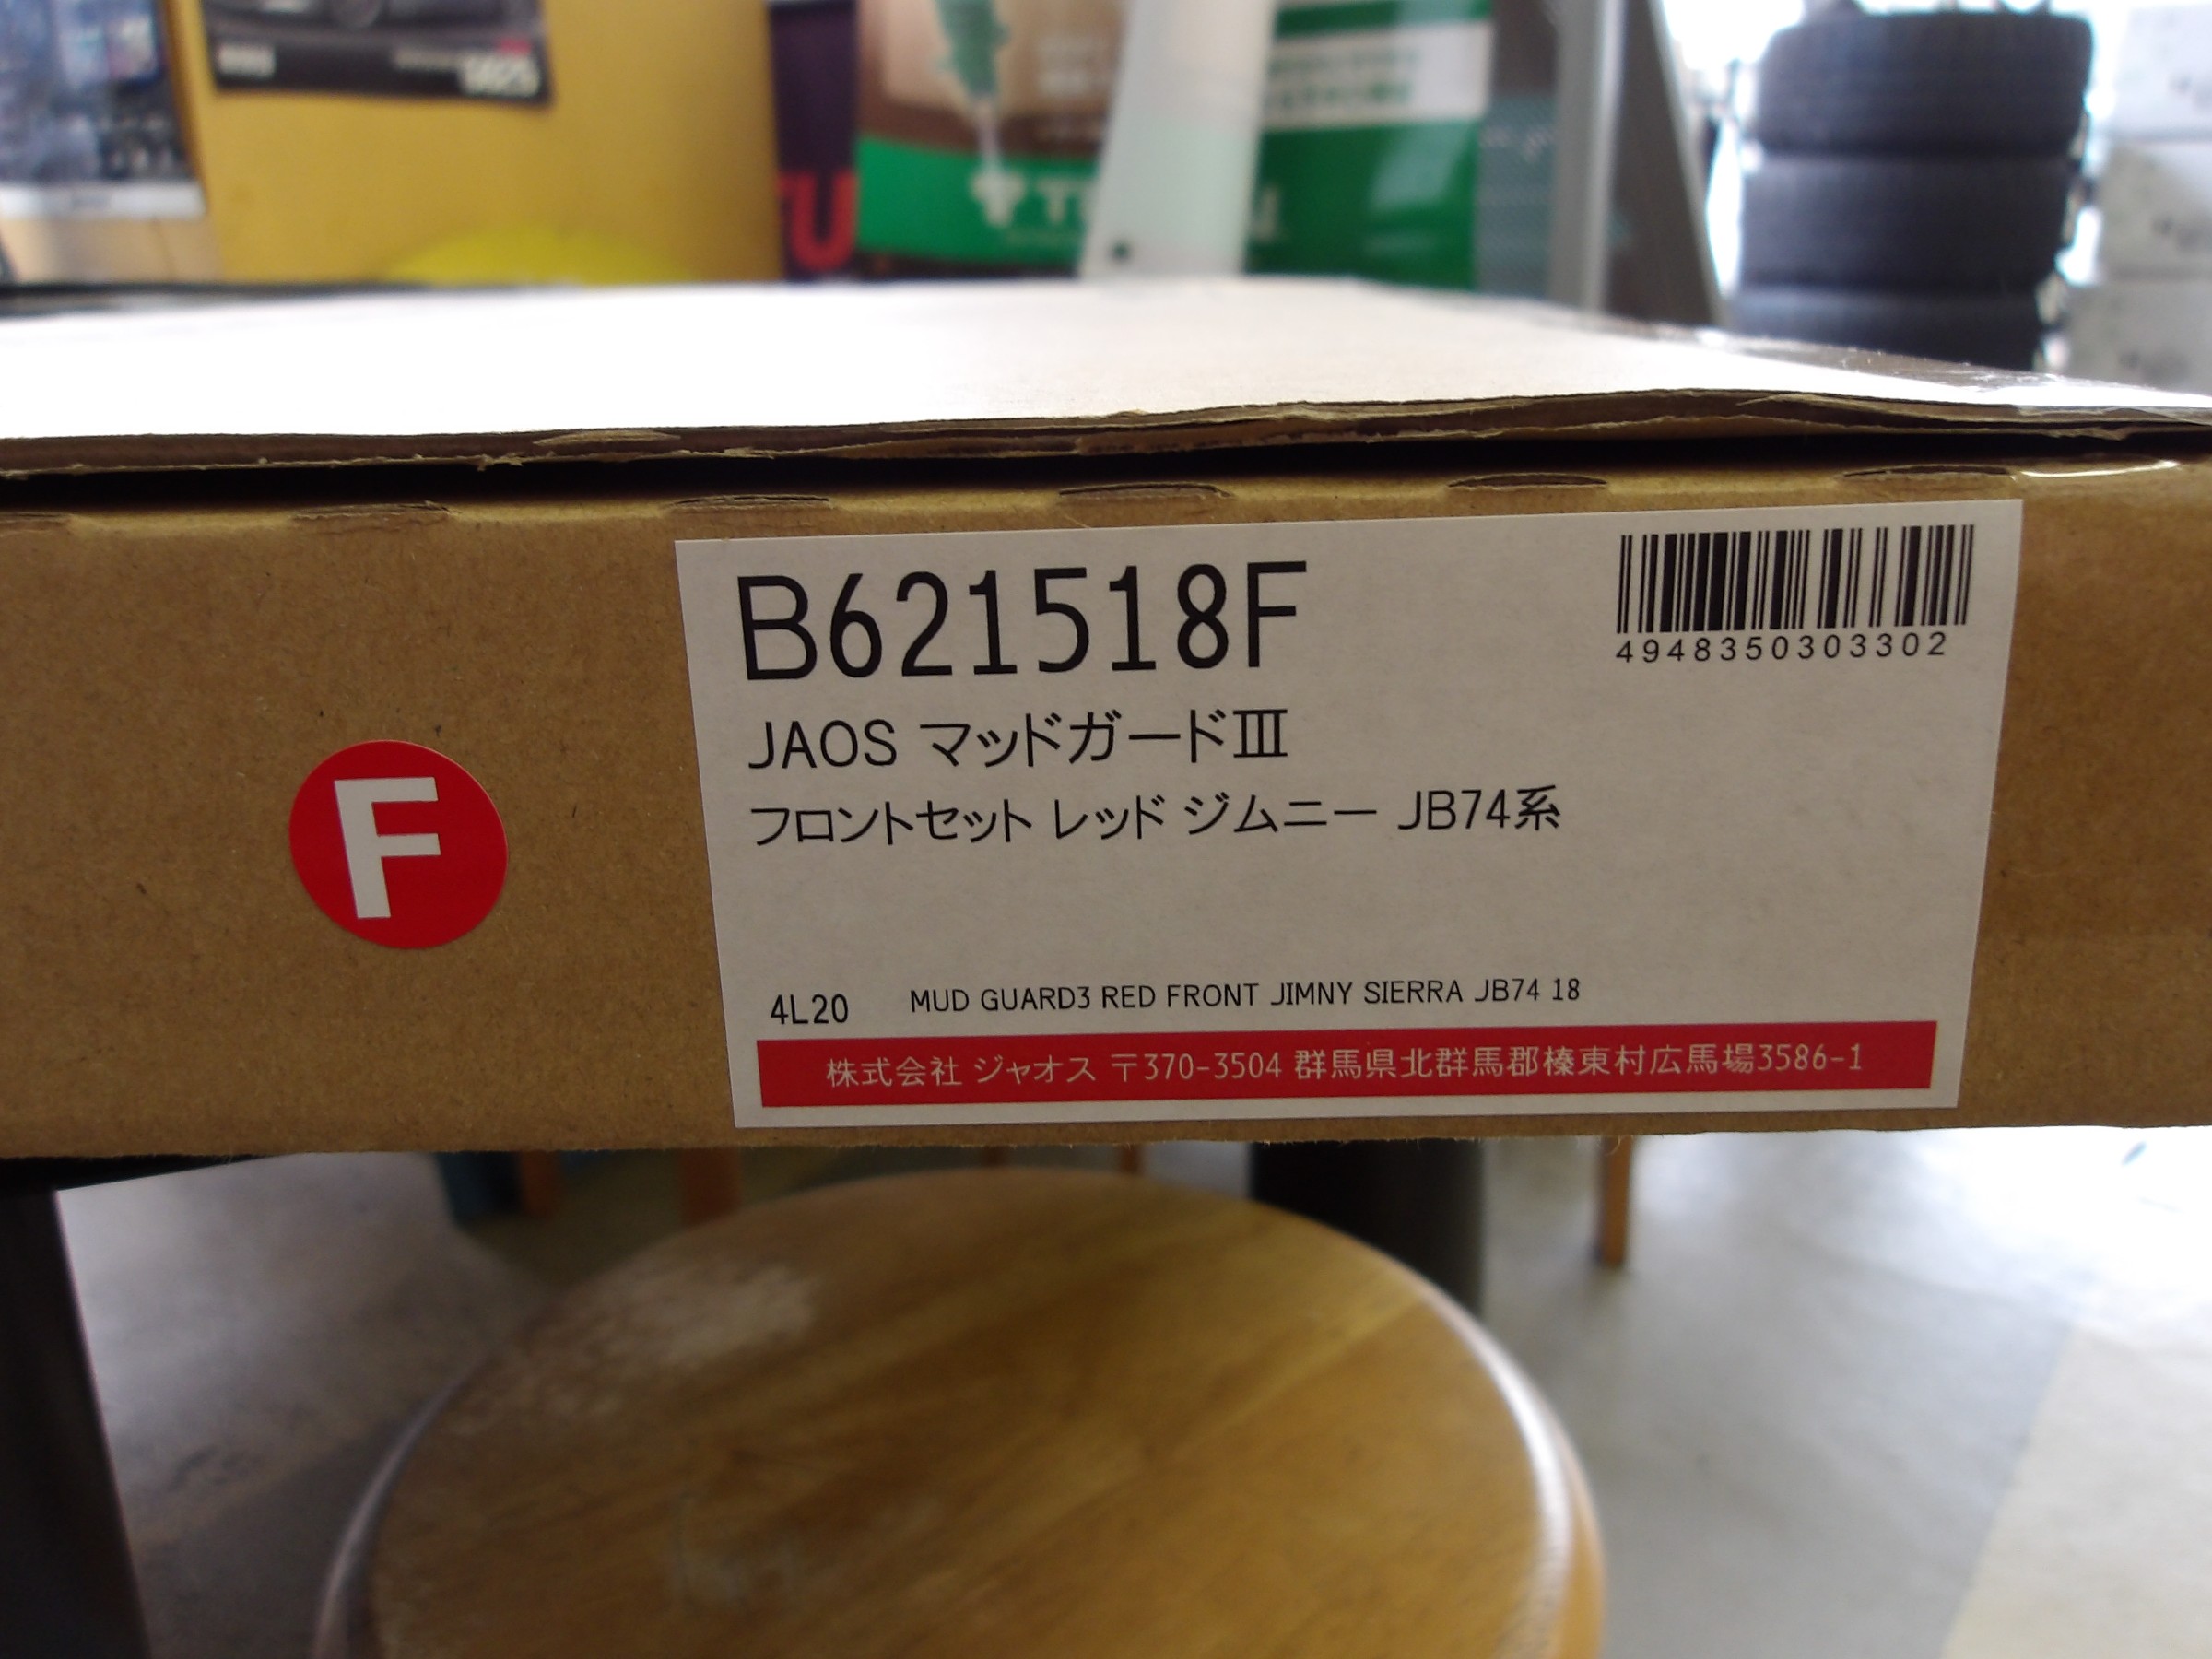 B621518F
4948350303302
JAOS マッドガードⅢ
フロントセット レッド ジムニー JB74系
4L20 MUD GUARD3 RED FRONT JIMNY SIERRA JB74 18
株式会社 ジャオス 〒370-3504 群馬県北群馬郡榛東村広馬場3586-1
F